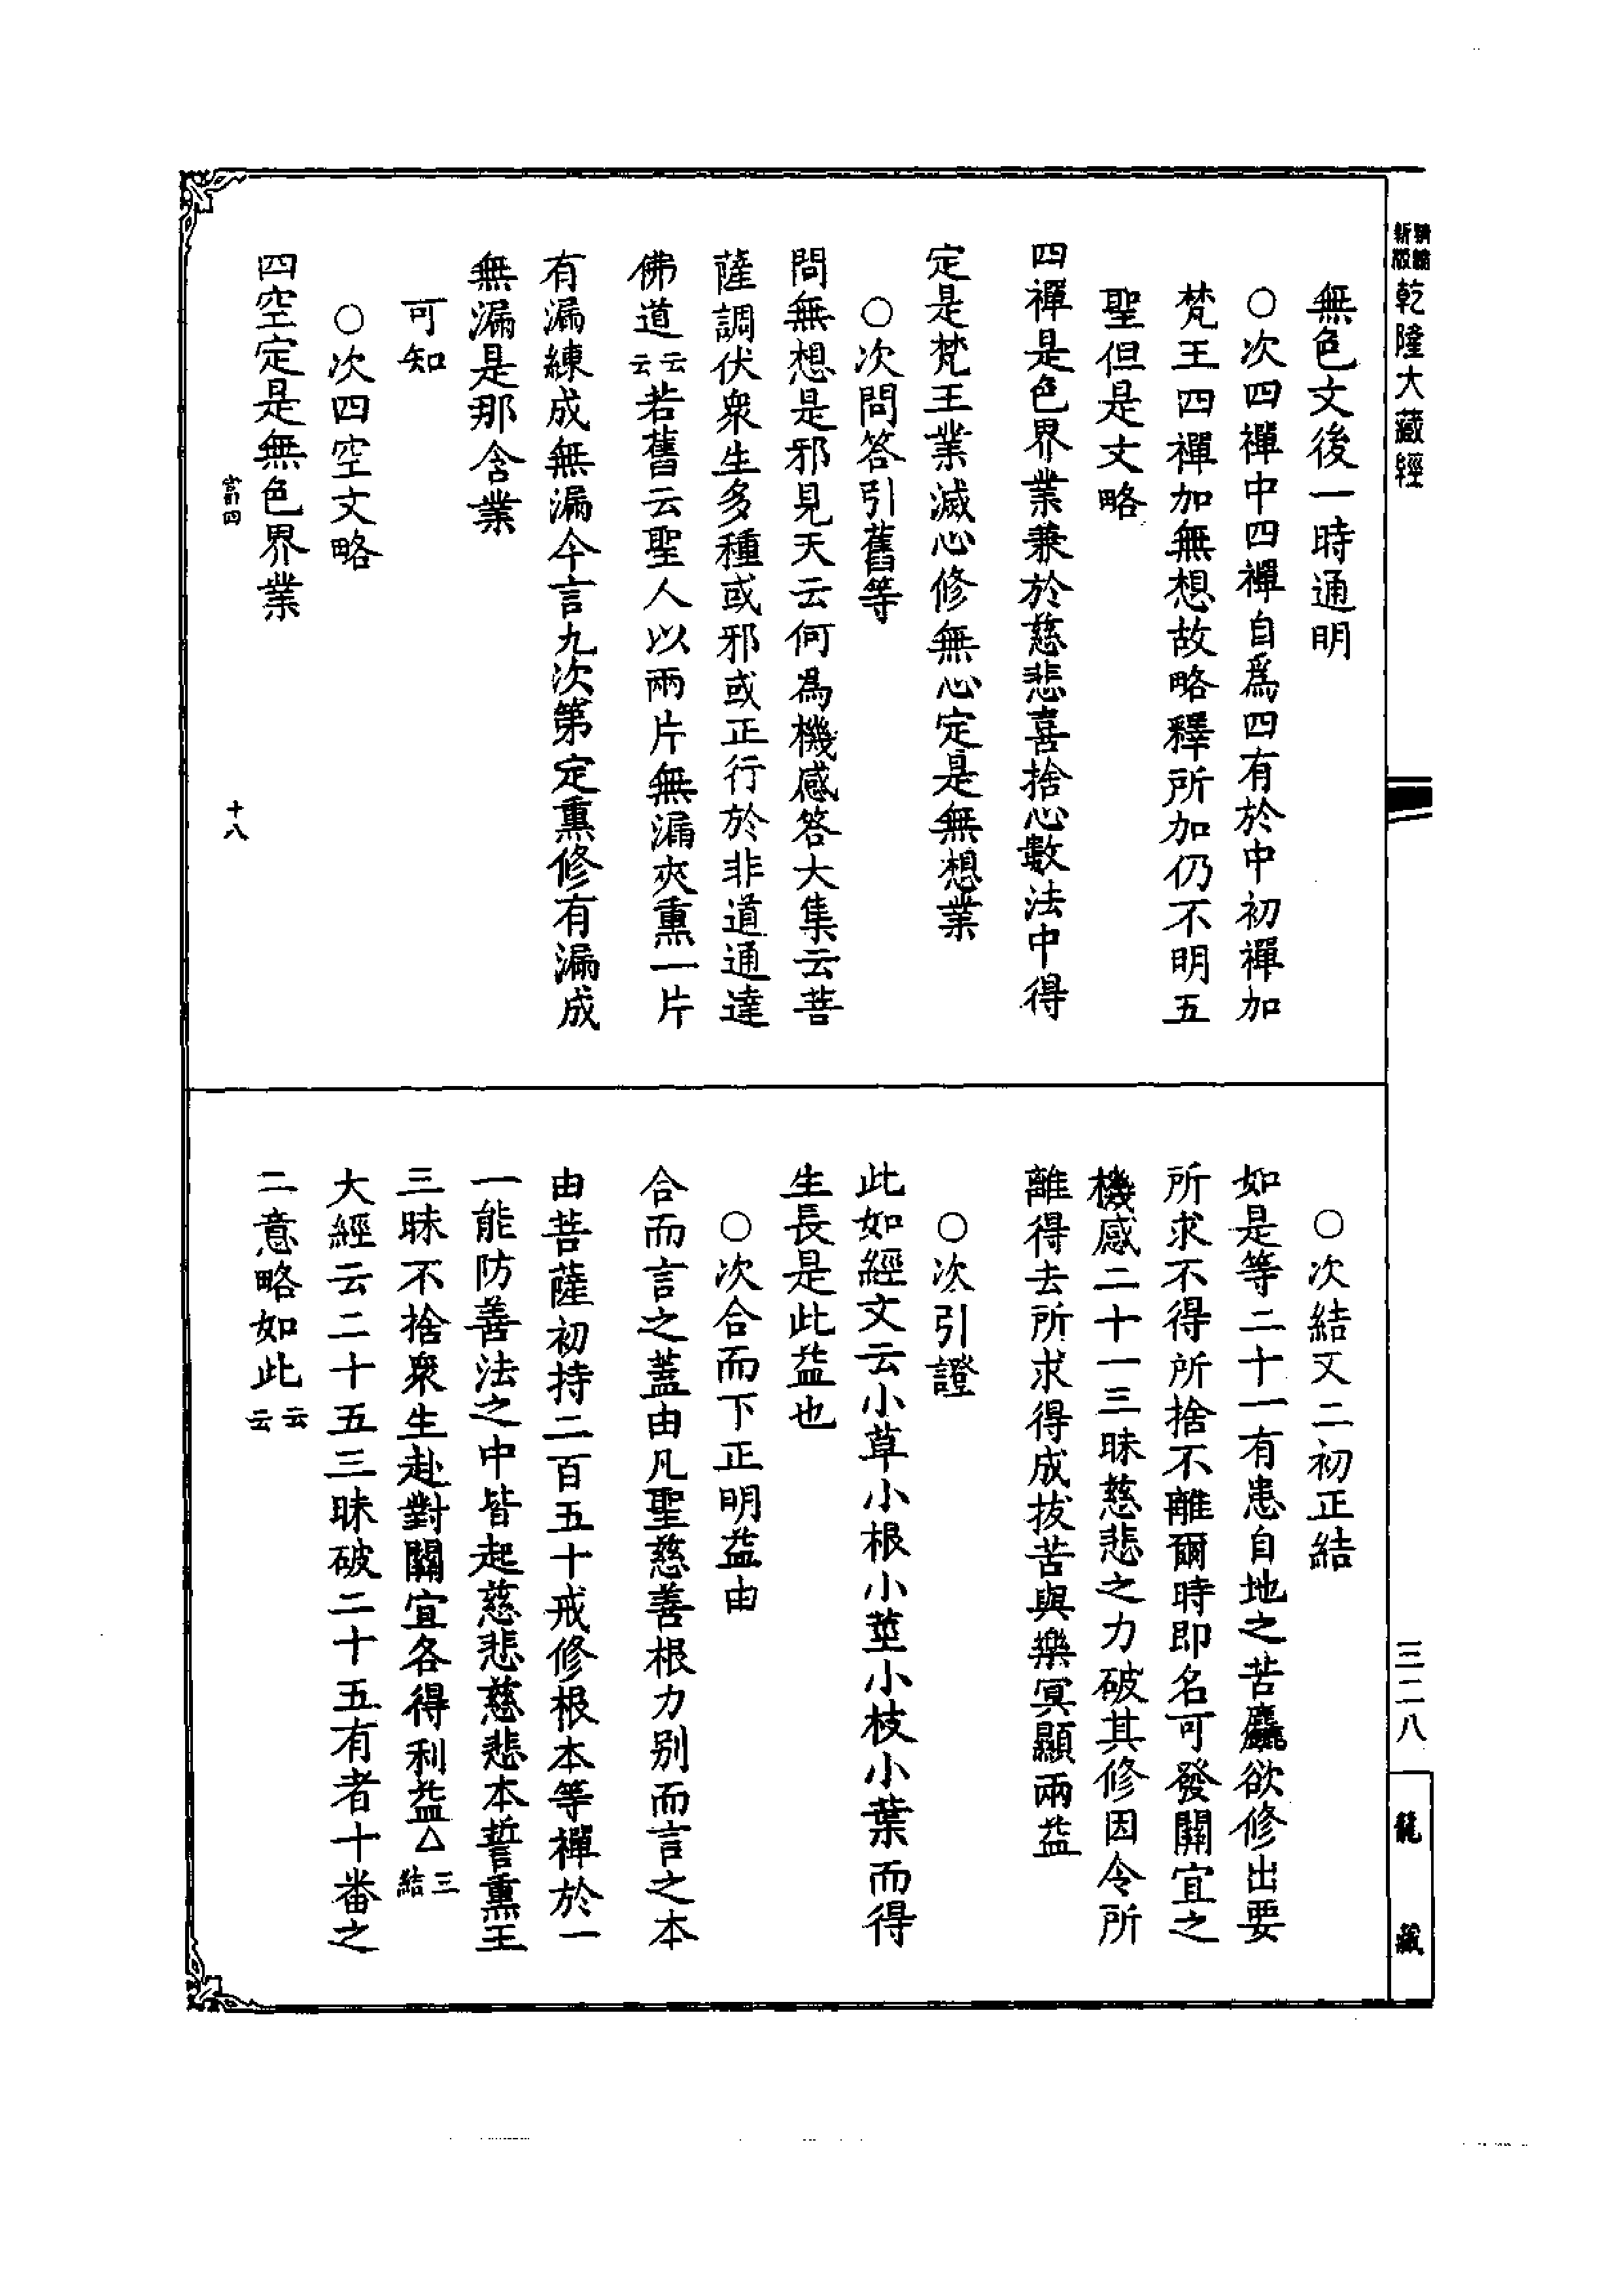 新版
乾隆大藏經
無色文後一時通明
○次四禪中四禪自爲四有於中初禪加
梵王四禪加無想故略釋所加仍不明五
聖但是文略
四禪是色界業兼於慈悲喜捨心數法中得
定是梵王業滅心修無心定是無想業
○次問答引舊等
問無想是邪見天云何爲機感答大集云菩
薩調伏衆生多種或邪或正行於非道通達
佛道云云若舊云聖人以兩片無漏夾熏一片
有漏練成無漏今言九次第定熏修有漏成
無漏是那含業
可知
○次四空文略
四空定是無色界業
十八
○次結文二初正結
如是等二十一有患自地之苦麤欲修出要
所求不得所捨不離爾時即名可發關宜之
機感二十一三昧慈悲之力破其修因令所
離得去所求得成拔苦與樂冥顯兩益
○次引證
此如經文云小草小根小莖小枝小葉而得
生長是此益也
○次合而下正明益由
合而言之蓋由凡聖慈善根力别而言之本
由菩薩初持二百五十戒修根本等禪於一
一能防善法之中皆起慈悲慈悲本誓熏王
三昧不捨衆生赴對關宜各得利益△三結
大經云二十五三昧破二十五有者十番之
二意略如此云云
三二八
龍藏